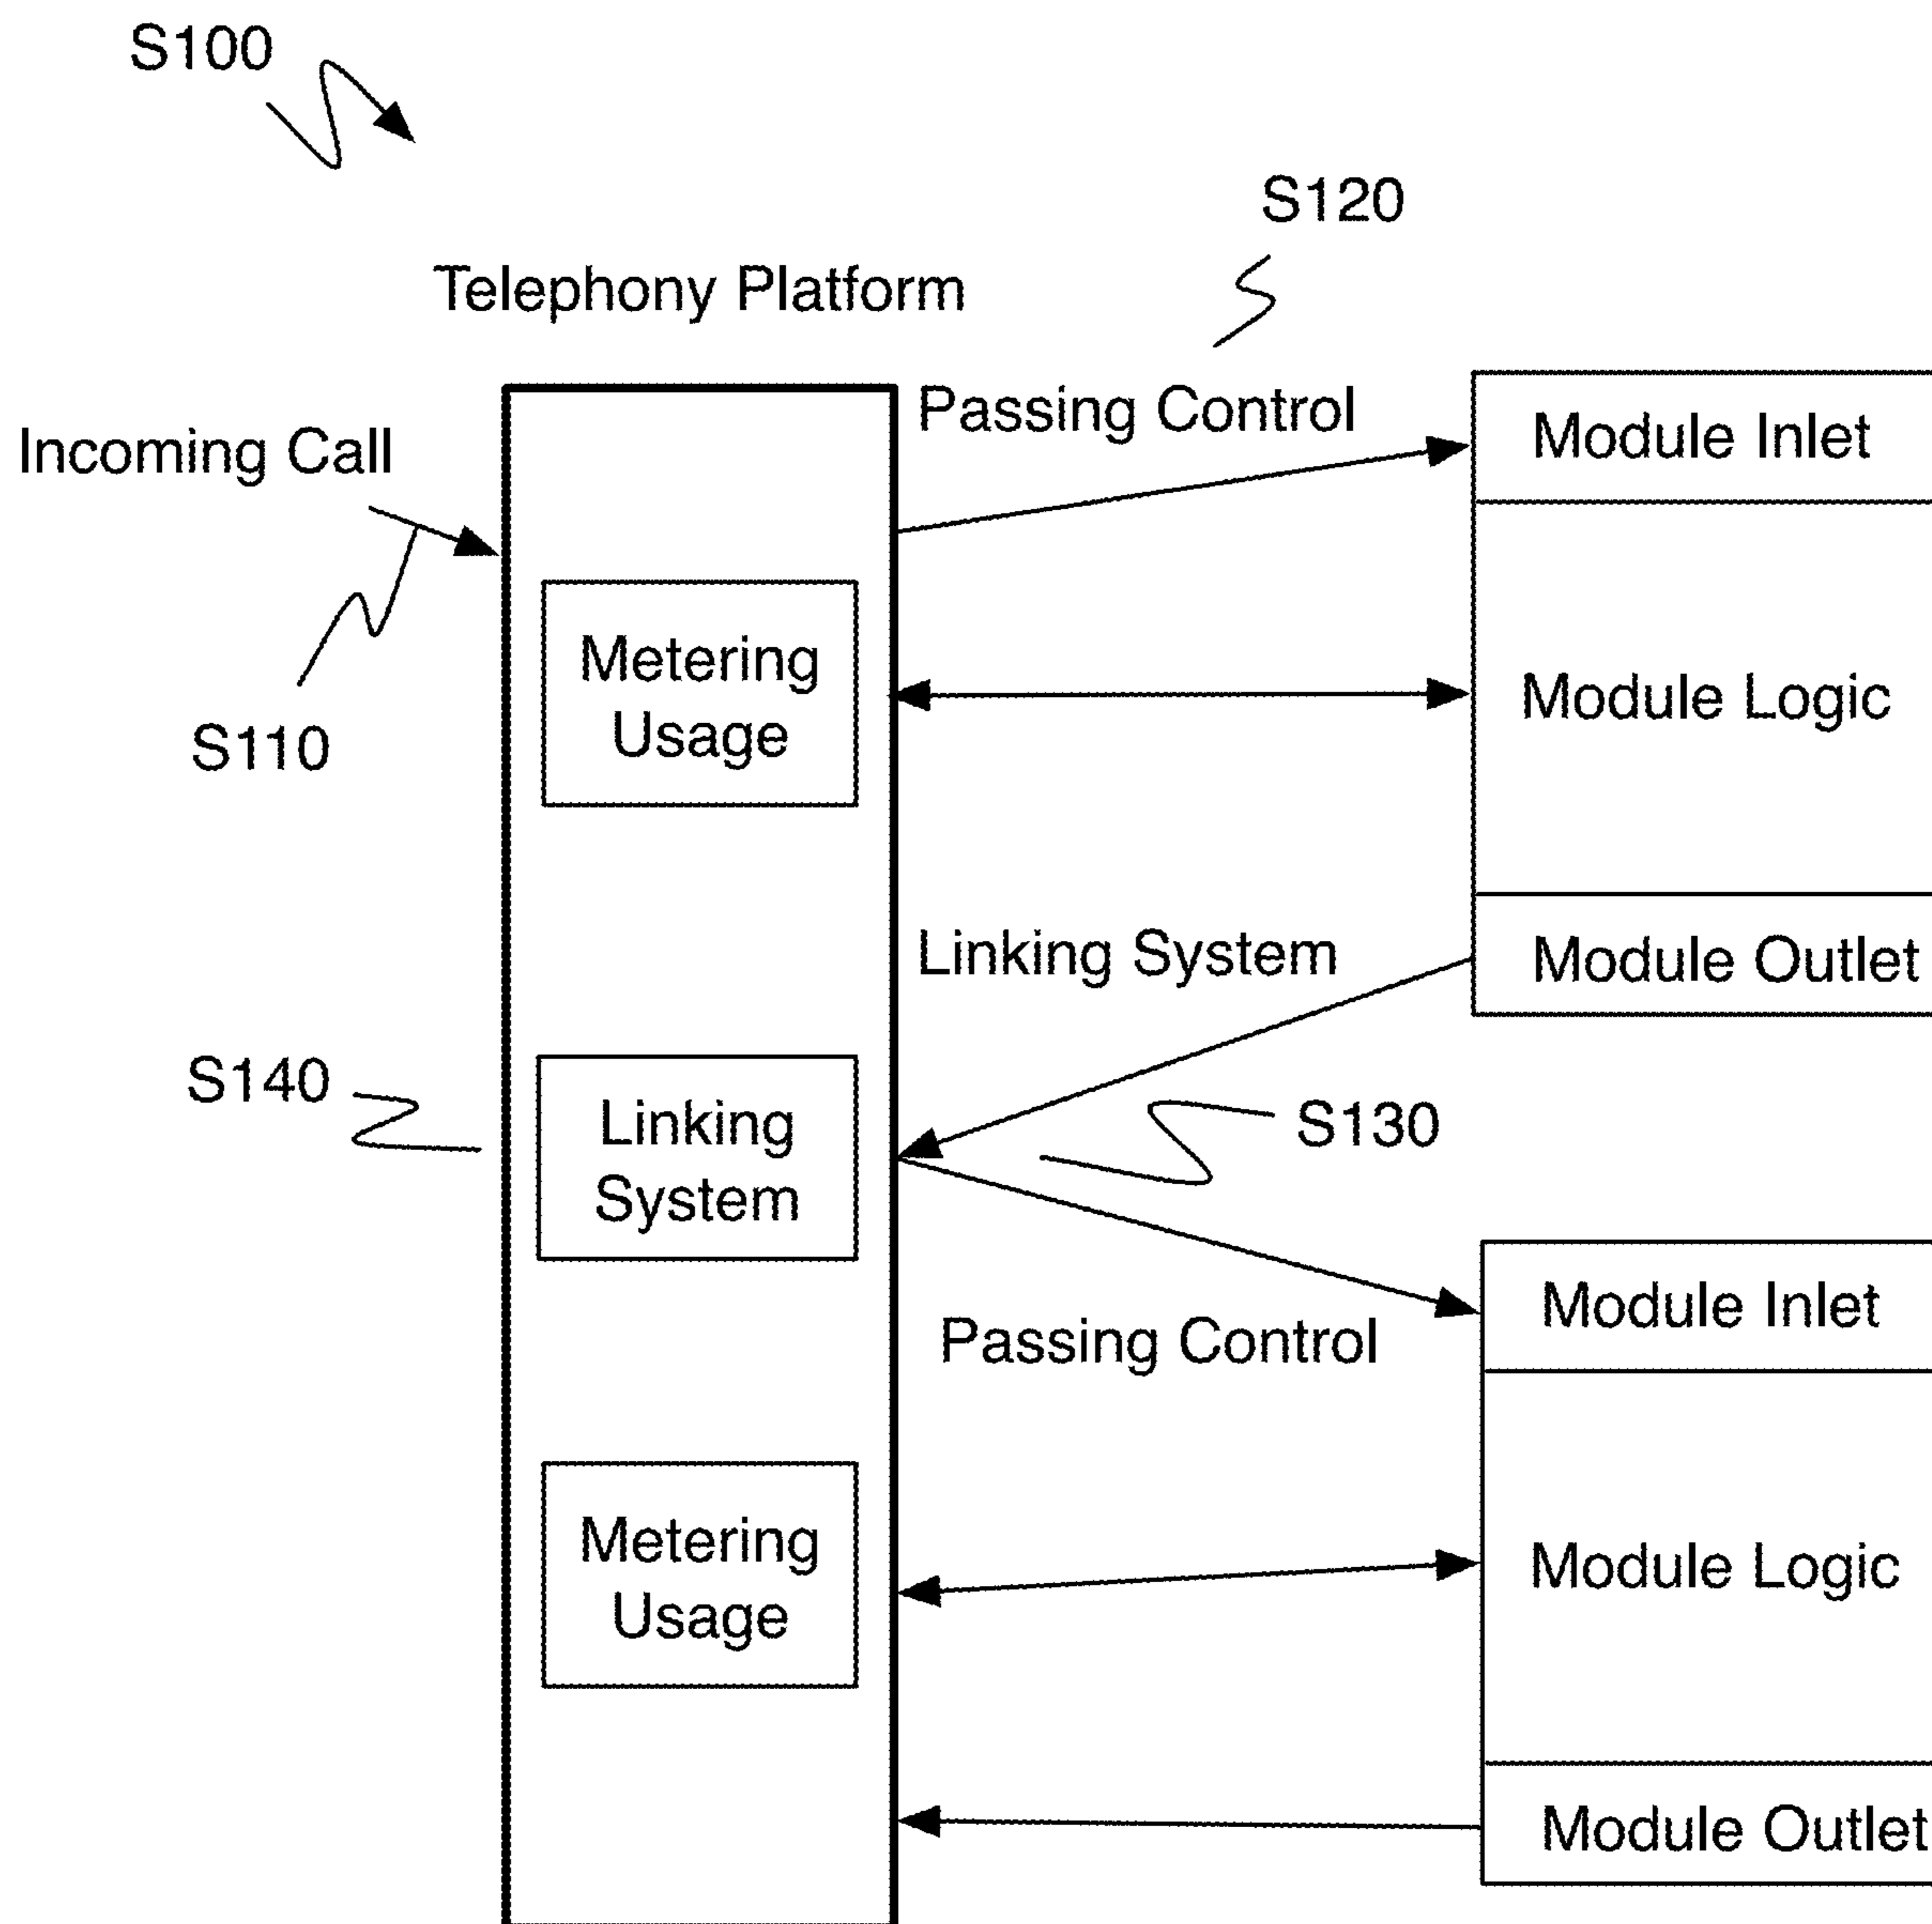 S100
S120
Telephony Platform
Passing Control
Incoming Call
Module Inlet
Metering
Usage
Module Logic
S110
Linking System
Module Outlet
S140
Linking
System
S130
Module Inlet
Passing Control
Metering
Usage
Module Logic
Module Outlet